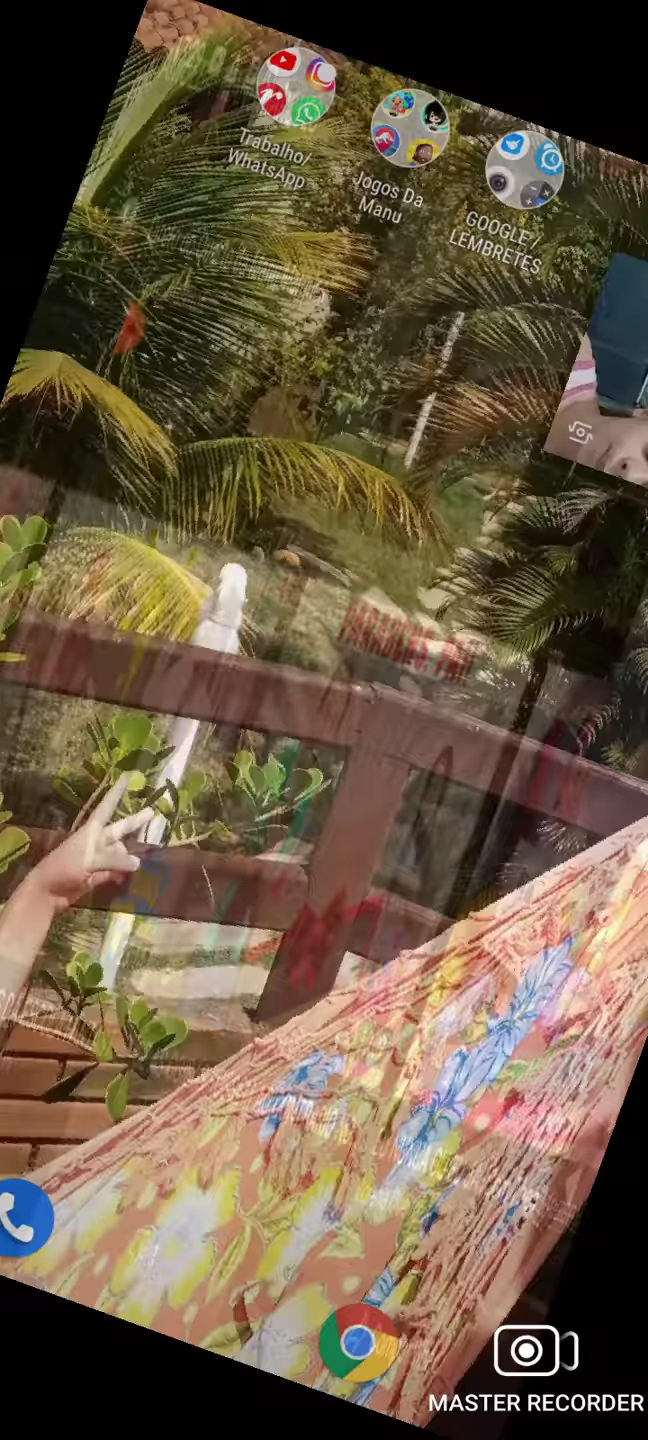 Trabalho/
WhatsApp
Jogos Da
Manu
GOOGLE /
LEMBRETES
MASTER RECORDER